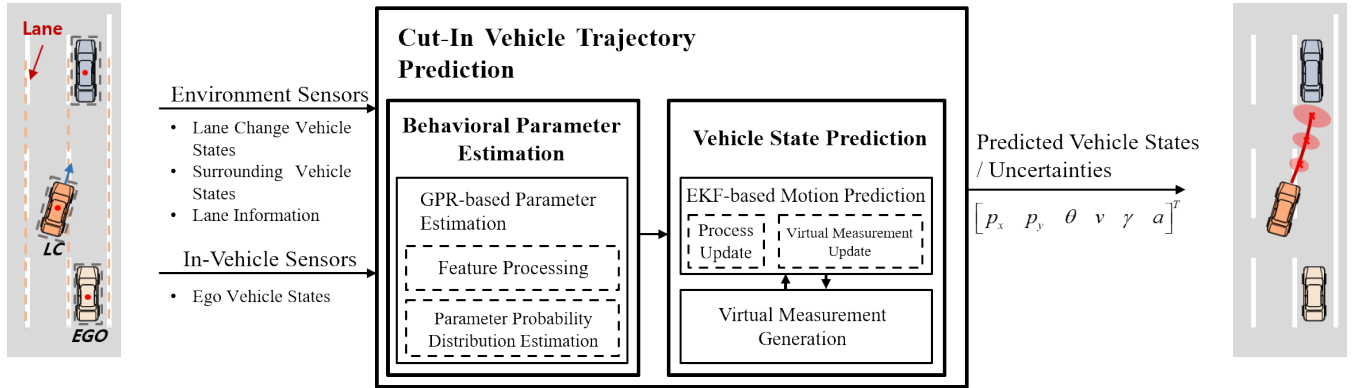 Lane
LC
EGO
Environment Sensors
• Lane Change Vehicle
States
• Surrounding Vehicle
States
• Lane Information
In-Vehicle Sensors
• Ego Vehicle States
Cut-In Vehicle Trajectory
Prediction
Behavioral Parameter
Estimation
GPR-based Parameter
Estimation
Feature Processing
Parameter Probability
Distribution Estimation
Vehicle State Prediction
EKF-based Motion Prediction
Process
Update
Virtual Measurement
Update
Virtual Measurement
Generation
Predicted Vehicle States
/ Uncertainties
[p_x p_y θ v γ a]^T